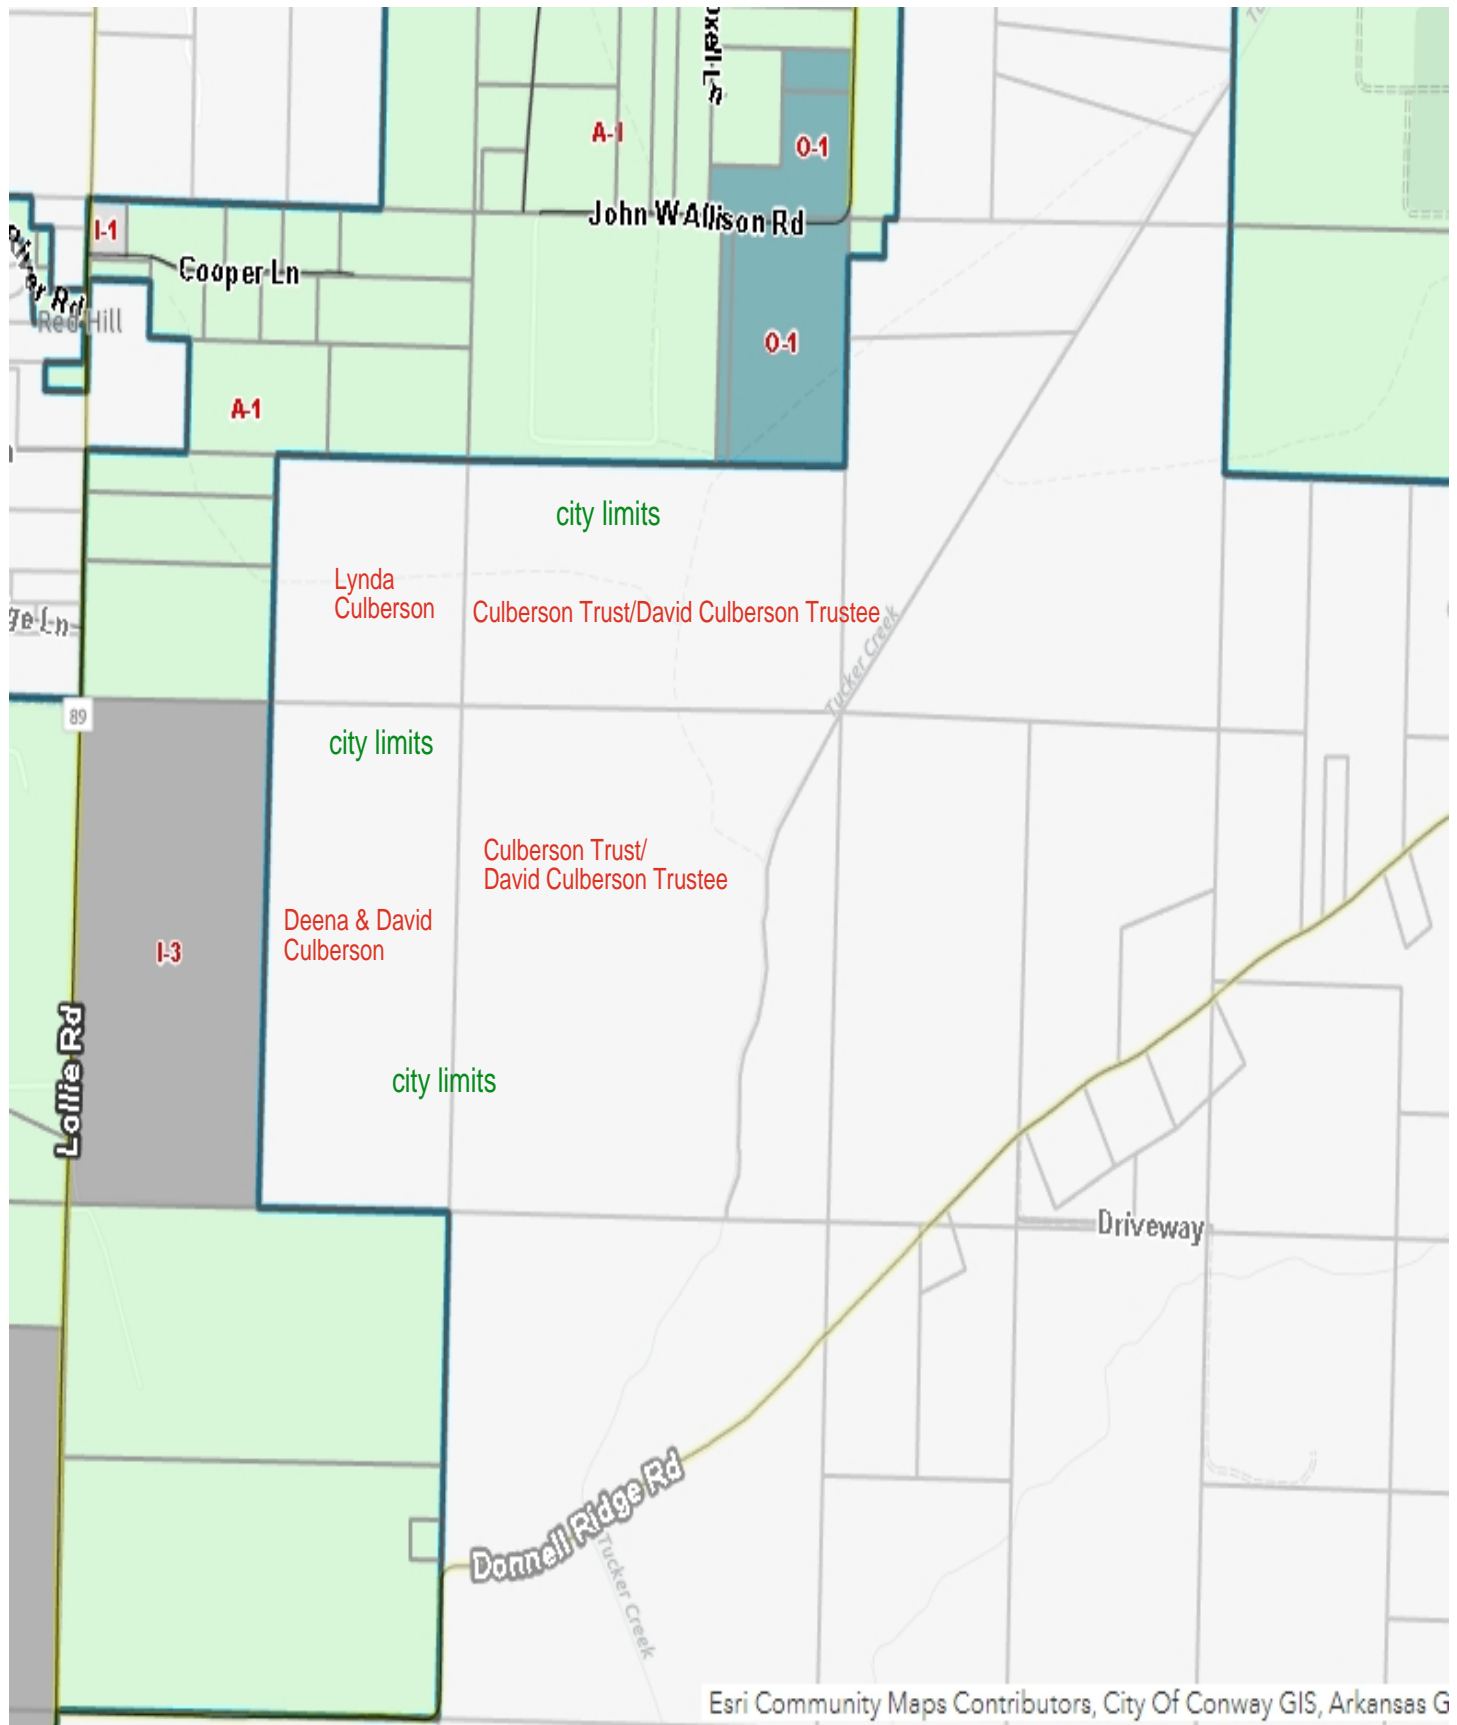 A-1
O-1
John W Allison Rd
I-1
Cooper Ln
River Rd
Red Hill
O-1
A-1
city limits
Lynda
Culberson
Culberson Trust/David Culberson Trustee
Tucker Creek
89
city limits
Culberson Trust/
David Culberson Trustee
Deena & David
Culberson
I-3
Lollie Rd
city limits
Driveway
Donnell Ridge Rd
Tucker Creek
Esri Community Maps Contributors, City Of Conway GIS, Arkansas G